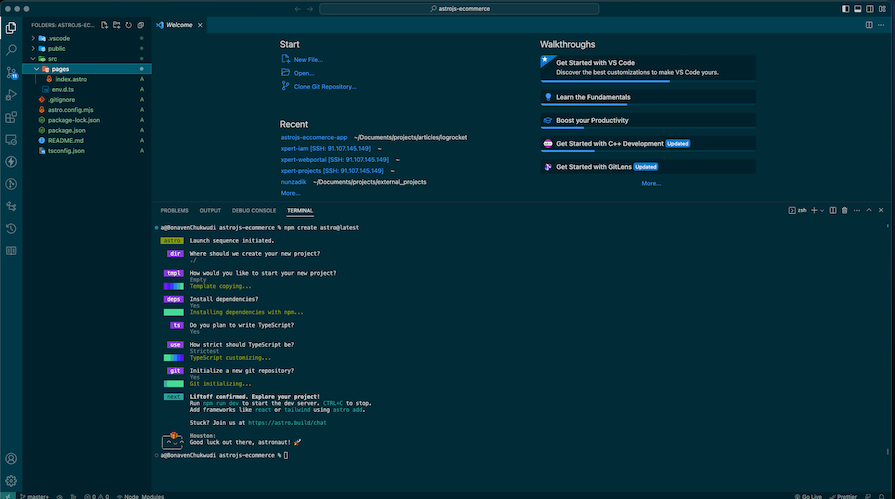 astrojs-ecommerce
FOLDERS: ASTROJS-EC...
.vscode
public
src
pages
index.astro A
env.d.ts A
.gitignore A
astro.config.mjs A
package-lock.json A
package.json A
README.md A
tsconfig.json A
Welcome
Start
New File...
Open...
Clone Git Repository...
Recent
astrojs-eccomerce-app ~/Documents/projects/articles/logrocket
xpert-iam [SSH: 91.107.145.149] ~
xpert-webportal [SSH: 91.107.145.149] ~
xpert-projects [SSH: 91.107.145.149] ~
nunzadik ~/Documents/projects/external_projects
More...
Walkthroughs
Get Started with VS Code
Discover the best customizations to make VS Code yours.
Learn the Fundamentals
Boost your Productivity
Get Started with C++ Development Updated
Get Started with GitLens Updated
More...
PROBLEMS OUTPUT DEBUG CONSOLE TERMINAL
zsh
a@BonavenChukwudi astrojs-ecommerce % npm create astro@latest
astro Launch sequence initiated.
dir Where should we create your new project?
./
tmpl How would you like to start your new project?
Empty
Template copying...
deps Install dependencies?
Yes
Installing dependencies with npm...
ts Do you plan to write TypeScript?
Yes
use How strict should TypeScript be?
Strictest
TypeScript customizing...
git Initialize a new git repository?
Yes
Git initializing...
next Liftoff confirmed. Explore your project!
Run npm run dev to start the dev server. CTRL+C to stop.
Add frameworks like react or tailwind using astro add.
Stuck? Join us at https://astro.build/chat
Houston:
Good luck out there, astronaut! 🚀
a@BonavenChukwudi astrojs-ecommerce %
master+ 0 0 Node_Modules Go Live Prettier